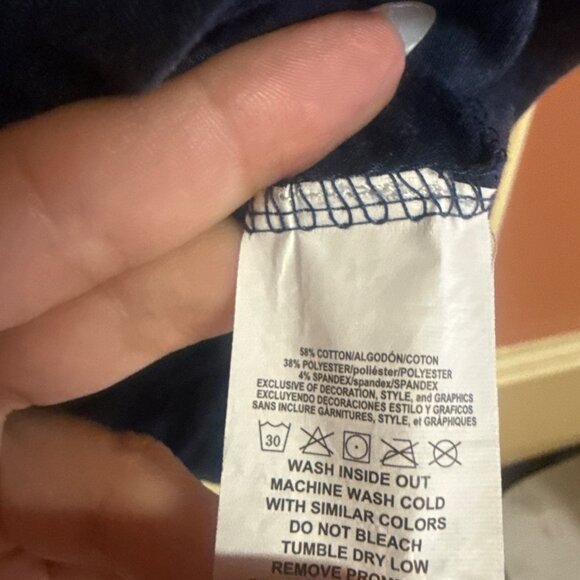 58% COTTON/ALGODÓN/COTON
38% POLYESTER/poliéster/POLYESTER
4% SPANDEX/spandex/SPANDEX
EXCLUSIVE OF DECORATION, STYLE, and GRAPHICS
EXCLUYENDO DECORACIONES ESTILO Y GRAFICOS
SANS INCLURE GARNITURES, STYLE, et GRAPHIQUES
30
WASH INSIDE OUT
MACHINE WASH COLD
WITH SIMILAR COLORS
DO NOT BLEACH
TUMBLE DRY LOW
REMOVE